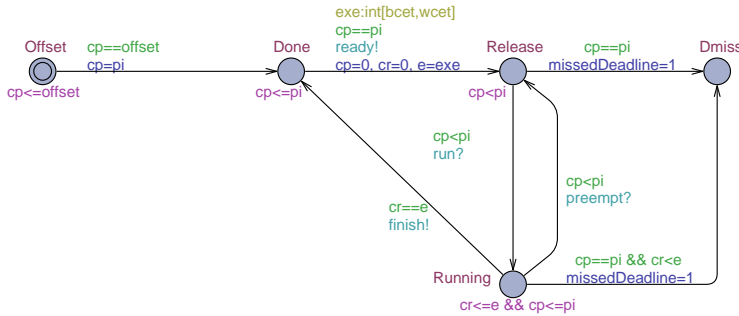 exe:int[bcet,wcet]
Offset
cp==offset
cp=pi
cp<=offset
Done
cp==pi
ready!
cp=0, cr=0, e=exe
cp<=pi
Release
cp==pi
missedDeadline=1
cp<pi
Dmiss
cp<pi
run?
cp<pi
preempt?
cr==e
finish!
Running
cp==pi && cr<e
missedDeadline=1
cr<=e && cp<=pi